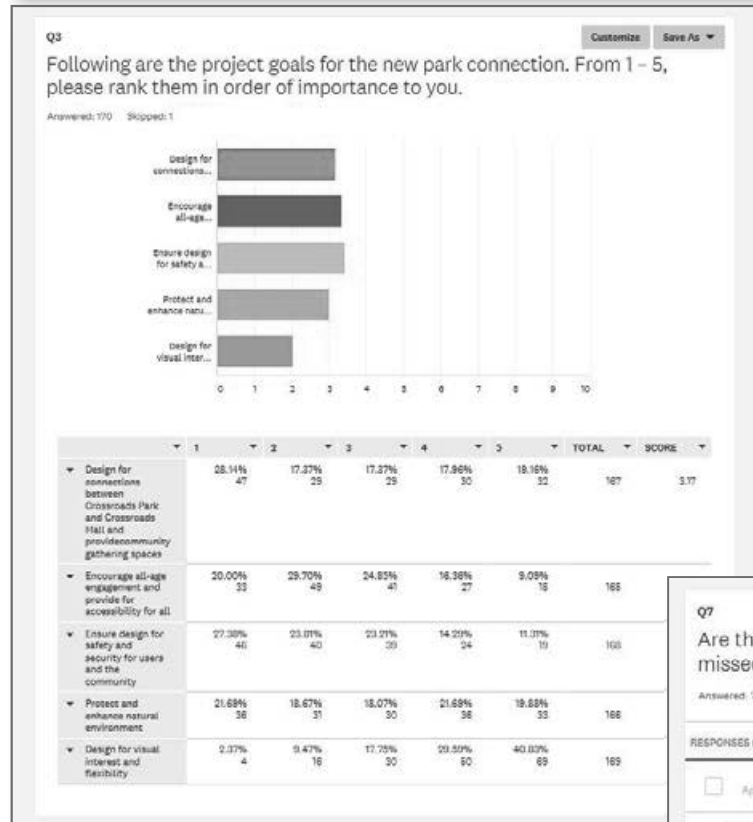 Q3
Customize Save As
Following are the project goals for the new park connection. From 1 – 5,
please rank them in order of importance to you.
Answered: 170 Skipped: 1
Design for
connections...
Encourage
all-age...
Ensure design
for safety a...
Protect and
enhance natu...
Design for
visual inter...
0 1 2 3 4 5 6 7 8 9 10
1 2 3 4 5 TOTAL SCORE
Design for
connections
between
Crossroads Park
and Crossroads
Hall and
providecommunity
gathering spaces
28.14% 17.37% 17.37% 17.96% 19.16%
47 29 29 30 32 167 3.17
Encourage all-age
engagement and
provide for
accessibility for all
20.00% 29.70% 24.85% 16.36% 9.09%
33 49 41 27 15 165
Ensure design for
safety and
security for users
and the
community
27.38% 23.81% 23.21% 14.29% 11.31%
46 40 39 24 19 168
Protect and
enhance natural
environment
21.69% 18.67% 18.07% 21.69% 19.88%
36 31 30 36 33 166
Design for visual
interest and
flexibility
2.37% 9.47% 17.75% 29.59% 40.83%
4 16 30 50 69 169
Q7
Are th
misse
Answered:
RESPONSES